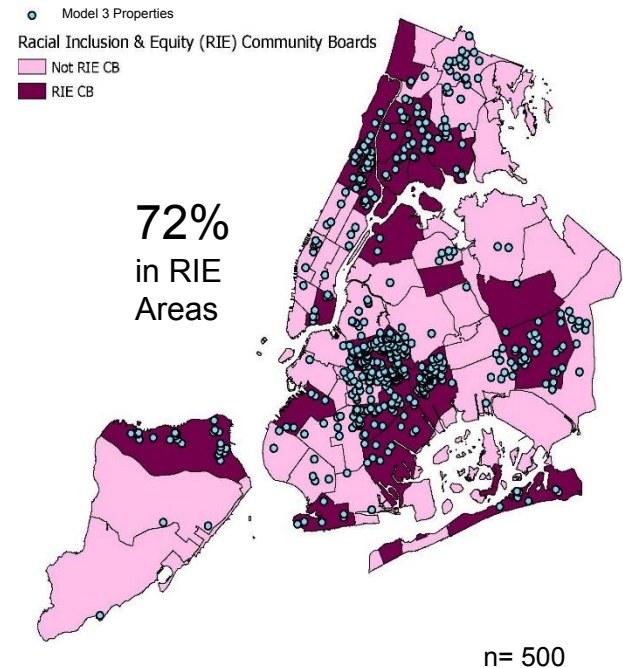 Model 3 Properties
Racial Inclusion & Equity (RIE) Community Boards
Not RIE CB
RIE CB
72%
in RIE
Areas
n= 500